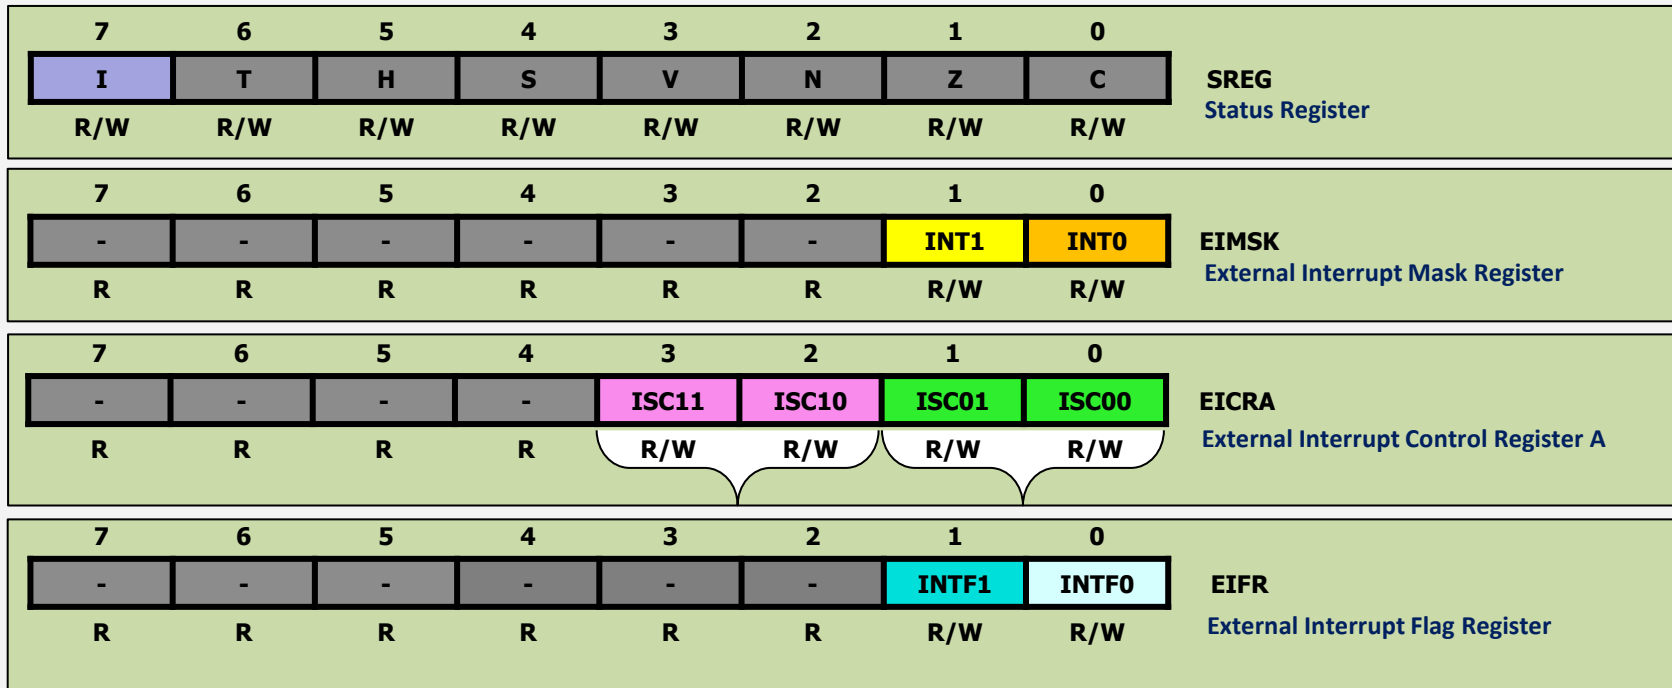 7 6 5 4 3 2 1 0
I T H S V N Z C SREG
Status Register
R/W R/W R/W R/W R/W R/W R/W R/W
7 6 5 4 3 2 1 0
- - - - - - INT1 INT0 EIMSK
External Interrupt Mask Register
R R R R R R R/W R/W
7 6 5 4 3 2 1 0
- - - - ISC11 ISC10 ISC01 ISC00 EICRA
R R R R R/W R/W R/W R/W External Interrupt Control Register A
7 6 5 4 3 2 1 0
- - - - - - INTF1 INTF0 EIFR
R R R R R R R/W R/W External Interrupt Flag Register